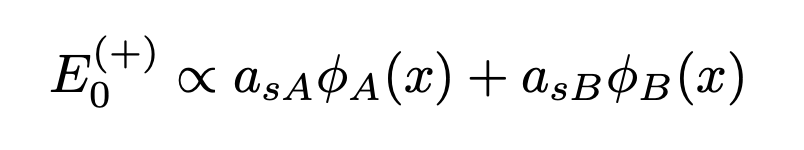 E_0^{(+)} ∝ a_{sA}ϕ_A(x) + a_{sB}ϕ_B(x)